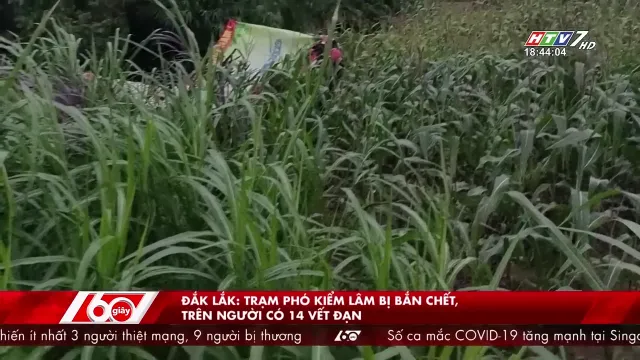 HTV7 HD
18:44:04
60 giây
ĐẮK LẮK: TRẠM PHÓ KIỂM LÂM BỊ BẮN CHẾT,
TRÊN NGƯỜI CÓ 14 VẾT ĐẠN
hiến ít nhất 3 người thiệt mạng, 9 người bị thương 60 Số ca mắc COVID-19 tăng mạnh tại Sing